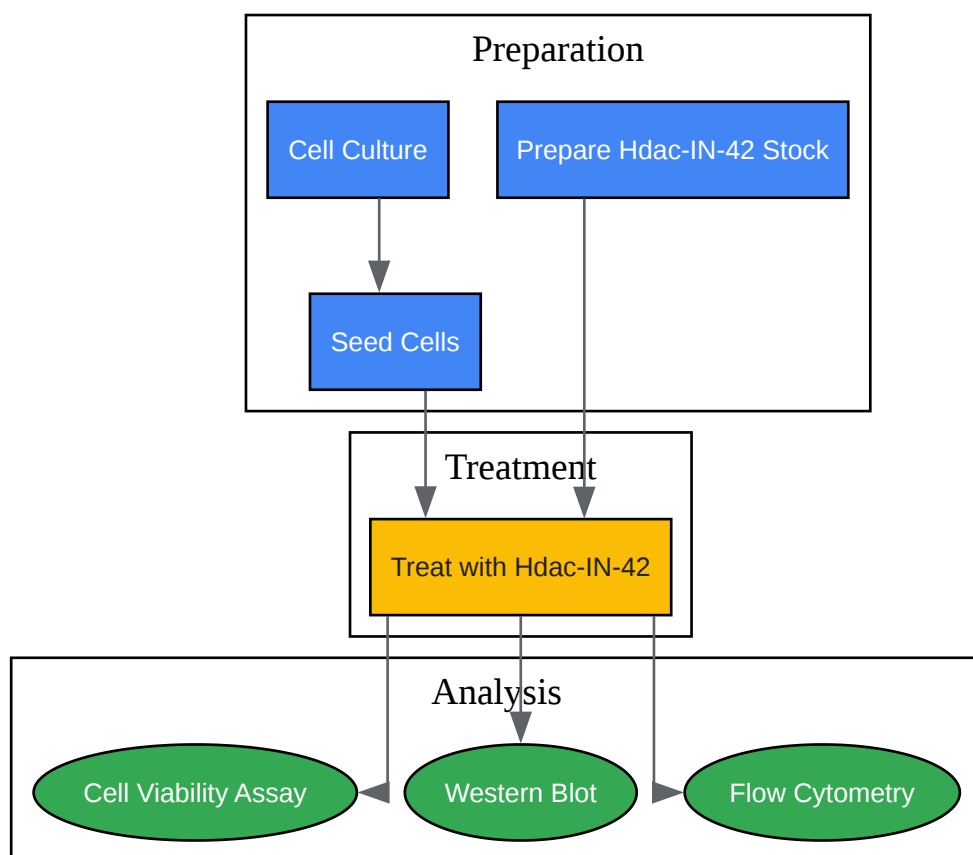 Preparation
Cell Culture
Prepare Hdac-IN-42 Stock
Seed Cells
Treatment
Treat with Hdac-IN-42
Analysis
Cell Viability Assay
Western Blot
Flow Cytometry